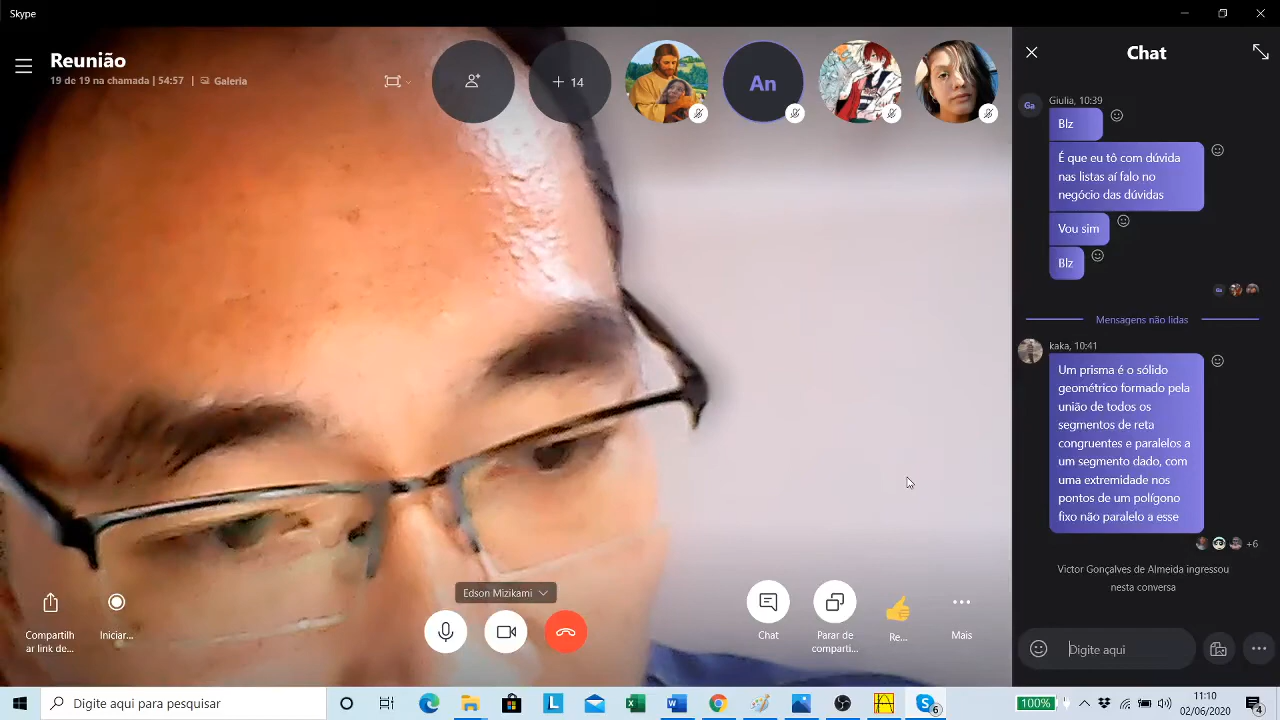 Skype
Reunião
19 de 19 na chamada | 54:57 | Galeria
+ 14
An
Chat
Giulia, 10:39
Ga
Blz
É que eu tô com dúvida
nas listas aí falo no
negócio das dúvidas
Vou sim
Blz
Ga
Mensagens não lidas
kaka, 10:41
Um prisma é o sólido
geométrico formado pela
união de todos os
segmentos de reta
congruentes e paralelos a
um segmento dado, com
uma extremidade nos
pontos de um polígono
fixo não paralelo a esse
+6
Victor Gonçalves de Almeida ingressou
nesta conversa
Digite aqui
Edson Mizikami
Compartilh
ar link de...
Iniciar...
Chat
Parar de
comparti...
Re...
Mais
Digite aqui para pesquisar
L
6
100%
11:10
02/06/2020
4